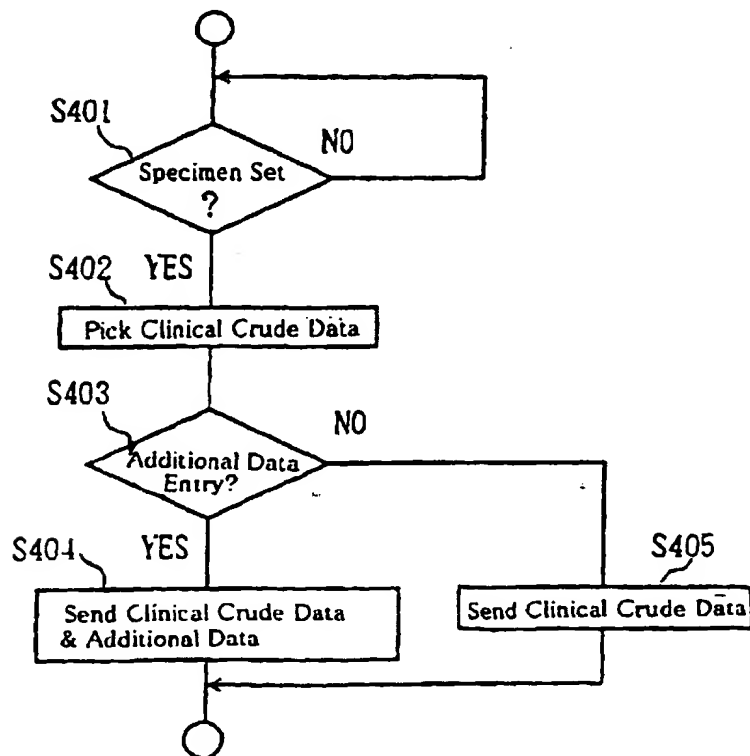 S401
NO
Specimen Set
?
S402
YES
Pick Clinical Crude Data
S403
NO
Additional Data
Entry?
S404
YES
S405
Send Clinical Crude Data
& Additional Data
Send Clinical Crude Data